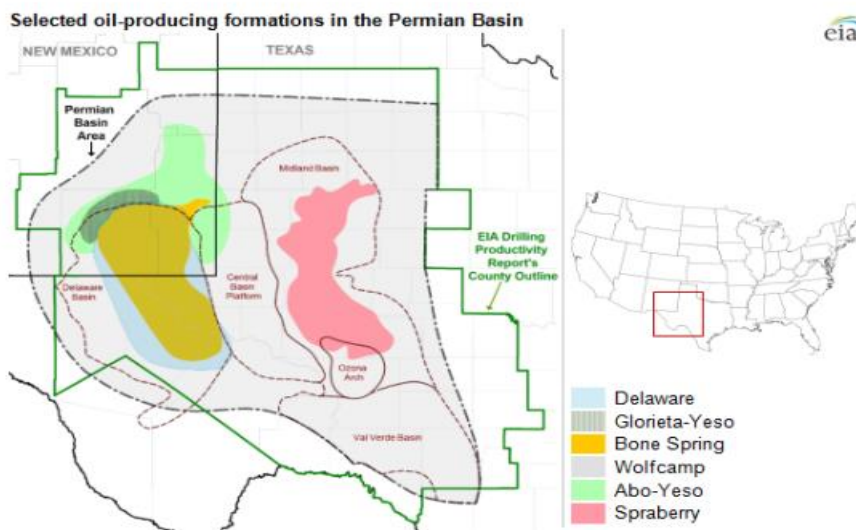 Selected oil-producing formations in the Permian Basin
eia
NEW MEXICO
TEXAS
Permian
Basin
Area
Midland Basin
EIA Drilling
Productivity
Report's
County Outline
Delaware
Basin
Central
Basin
Platform
Ozona
Arch
Val Verde Basin
Delaware
Glorieta-Yeso
Bone Spring
Wolfcamp
Abo-Yeso
Spraberry